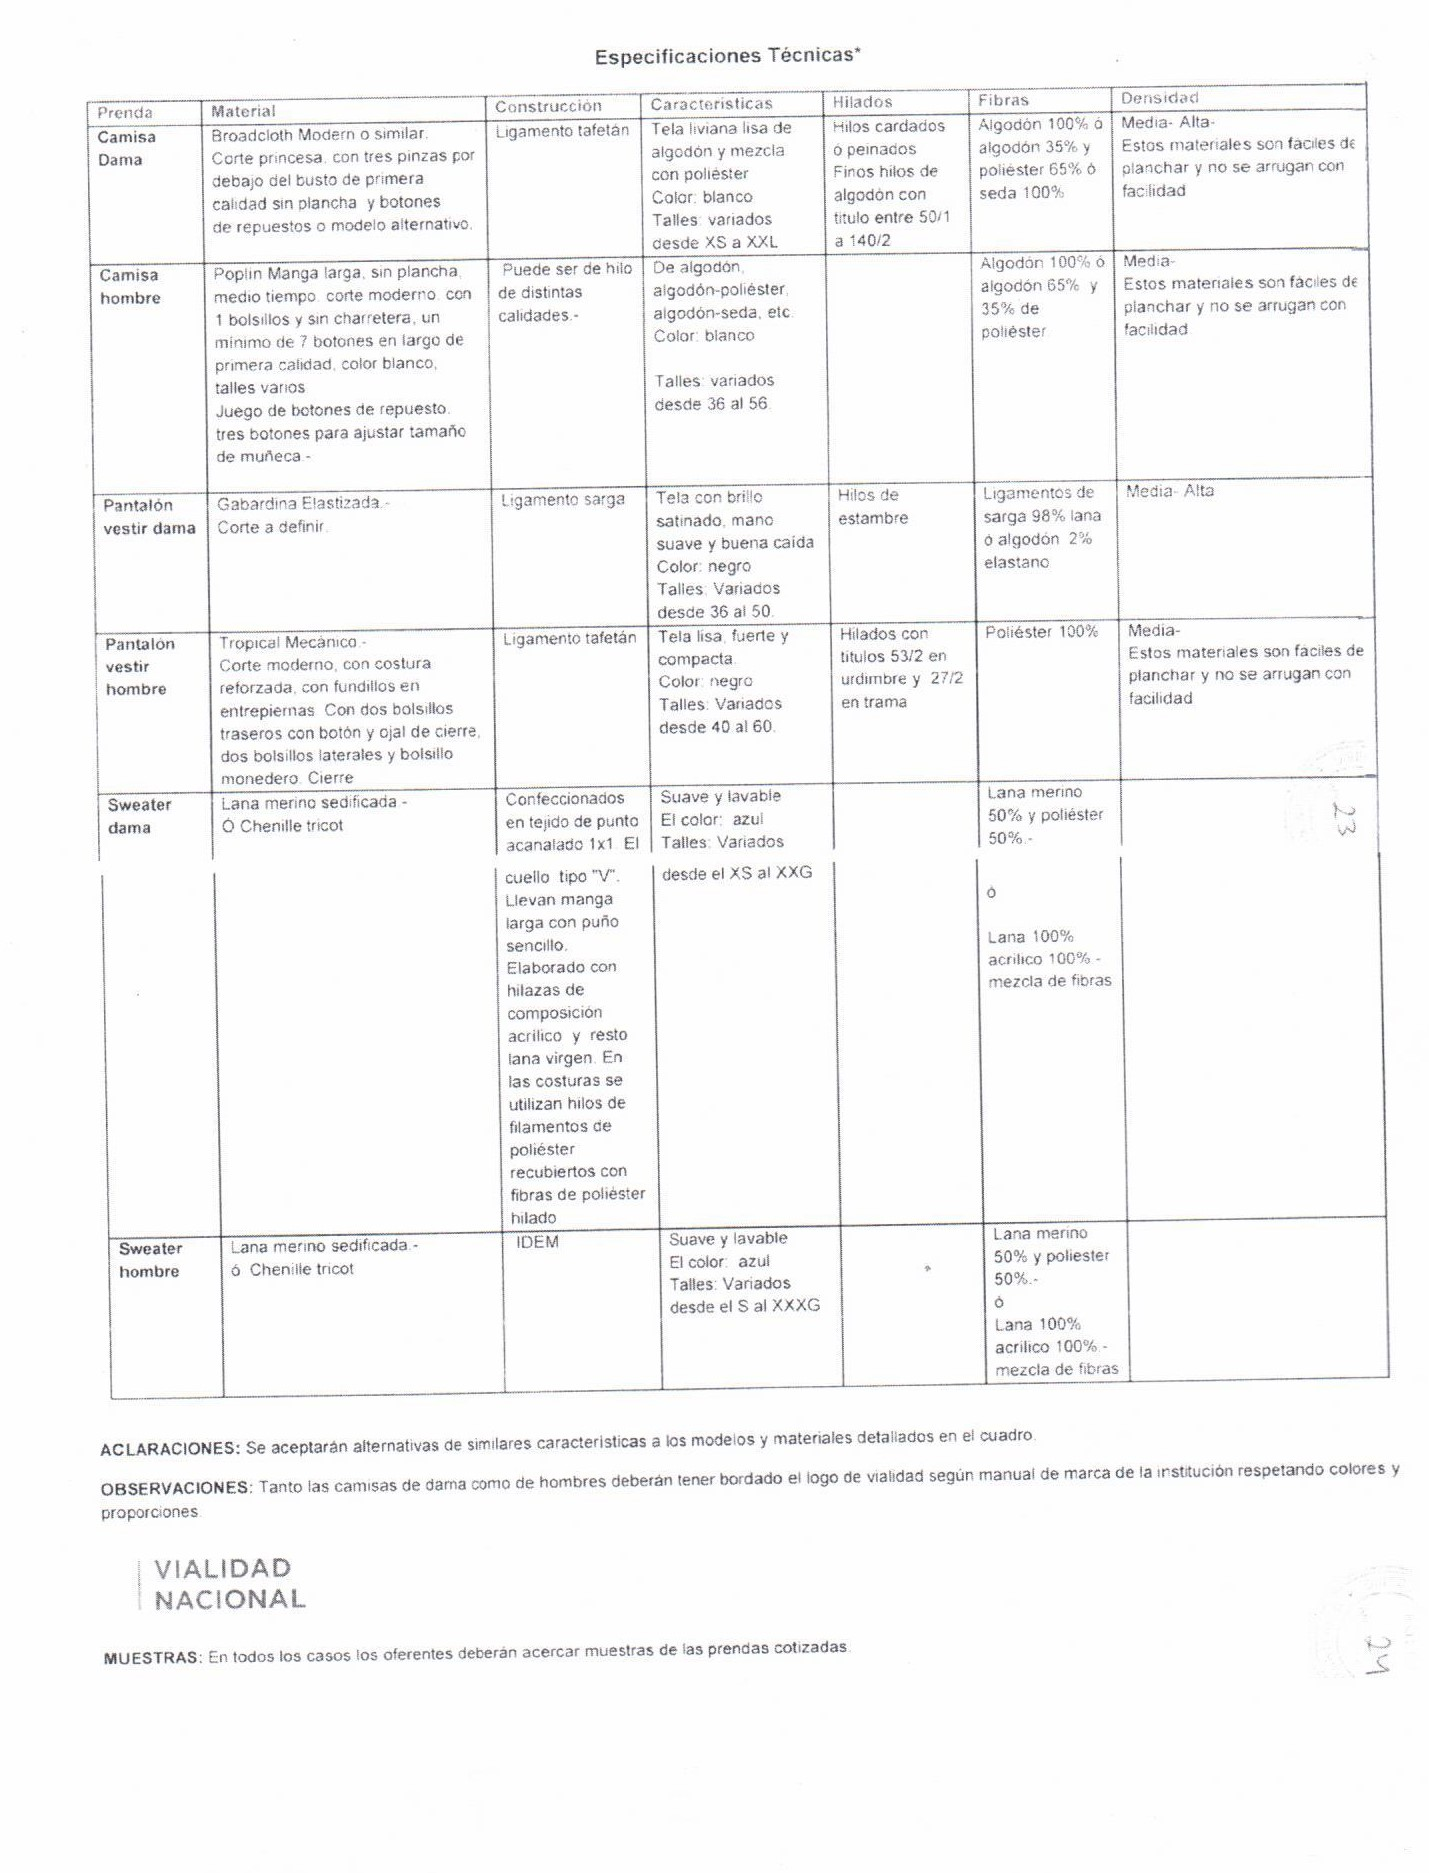 Especificaciones Técnicas*
Prenda
Material
Construcción
Características
Hilados
Fibras
Densidad
Camisa
Dama
Broadcloth Modern o similar.
Corte princesa, con tres pinzas por
debajo del busto de primera
calidad sin plancha y botones
de repuestos o modelo alternativo.
Ligamento tafetán
Tela liviana lisa de
algodón y mezcla
con poliéster
Color: blanco
Talles: variados
desde XS a XXL
Hilos cardados
ó peinados
Finos hilos de
algodón con
titulo entre 50/1
a 140/2
Algodón 100% ó
algodón 35% y
poliéster 65% ó
seda 100%
Media- Alta-
Estos materiales son fáciles de
planchar y no se arrugan con
facilidad
Camisa
hombre
Poplin Manga larga, sin plancha,
medio tiempo, corte moderno, con
1 bolsillos y sin charretera, un
mínimo de 7 botones en largo de
primera calidad, color blanco,
talles varios
Juego de botones de repuesto,
tres botones para ajustar tamaño
de muñeca.-
Puede ser de hilo
de distintas
calidades.-
De algodón,
algodón-poliéster,
algodón-seda, etc.
Color: blanco
Talles: variados
desde 36 al 56.
Algodón 100% ó
algodón 65% y
35% de
poliéster
Media-
Estos materiales son fáciles de
planchar y no se arrugan con
facilidad
Pantalón
vestir dama
Gabardina Elastizada.-
Corte a definir.
Ligamento sarga
Tela con brillo
satinado, mano
suave y buena caída
Color: negro
Talles: Variados
desde 36 al 50.
Hilos de
estambre
Ligamentos de
sarga 98% lana
ó algodón 2%
elastano
Media- Alta
Pantalón
vestir
hombre
Tropical Mecánico.-
Corte moderno, con costura
reforzada, con fundillos en
entrepiernas. Con dos bolsillos
traseros con botón y ojal de cierre,
dos bolsillos laterales y bolsillo
monedero. Cierre
Ligamento tafetán
Tela lisa, fuerte y
compacta.
Color: negro
Talles: Variados
desde 40 al 60.
Hilados con
titulos 53/2 en
urdimbre y 27/2
en trama
Poliéster 100%
Media-
Estos materiales son fáciles de
planchar y no se arrugan con
facilidad
Sweater
dama
Lana merino sedificada.-
Ó Chenille tricot
Confeccionados
en tejido de punto
acanalado 1x1. El
Suave y lavable
El color: azul
Talles: Variados
Lana merino
50% y poliéster
50%.-
23
cuello tipo "V".
Llevan manga
larga con puño
sencillo.
Elaborado con
hilazas de
composición
acrílico y resto
lana virgen. En
las costuras se
utilizan hilos de
filamentos de
poliéster
recubiertos con
fibras de poliéster
hilado
desde el XS al XXG
ó
Lana 100%
acrílico 100%.-
mezcla de fibras
Sweater
hombre
Lana merino sedificada.-
ó Chenille tricot
IDEM
Suave y lavable
El color: azul
Talles: Variados
desde el S al XXXG
Lana merino
50% y poliester
50%.-
ó
Lana 100%
acrílico 100%.-
mezcla de fibras
ACLARACIONES: Se aceptarán alternativas de similares características a los modelos y materiales detallados en el cuadro.
OBSERVACIONES: Tanto las camisas de dama como de hombres deberán tener bordado el logo de vialidad según manual de marca de la institución respetando colores y
proporciones.
VIALIDAD
NACIONAL
MUESTRAS: En todos los casos los oferentes deberán acercar muestras de las prendas cotizadas.
24